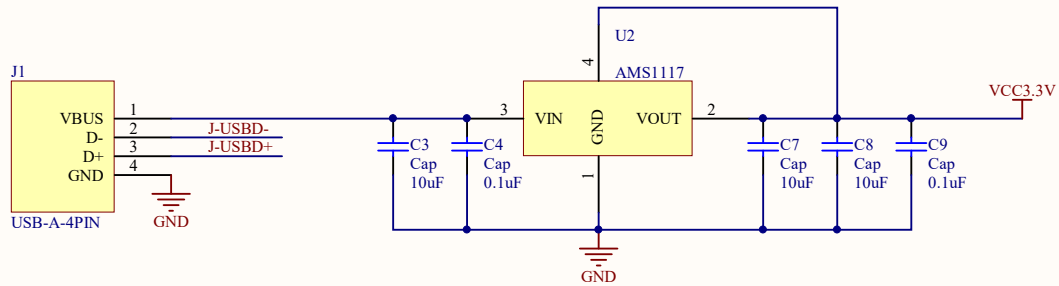 J1
VBUS
D-
D+
GND
1
2
3
4
J-USBD-
J-USBD+
GND
USB-A-4PIN
C3
Cap
10uF
C4
Cap
0.1uF
U2
AMS1117
4
3
VIN
GND
VOUT
2
1
GND
C7
Cap
10uF
C8
Cap
10uF
C9
Cap
0.1uF
VCC3.3V